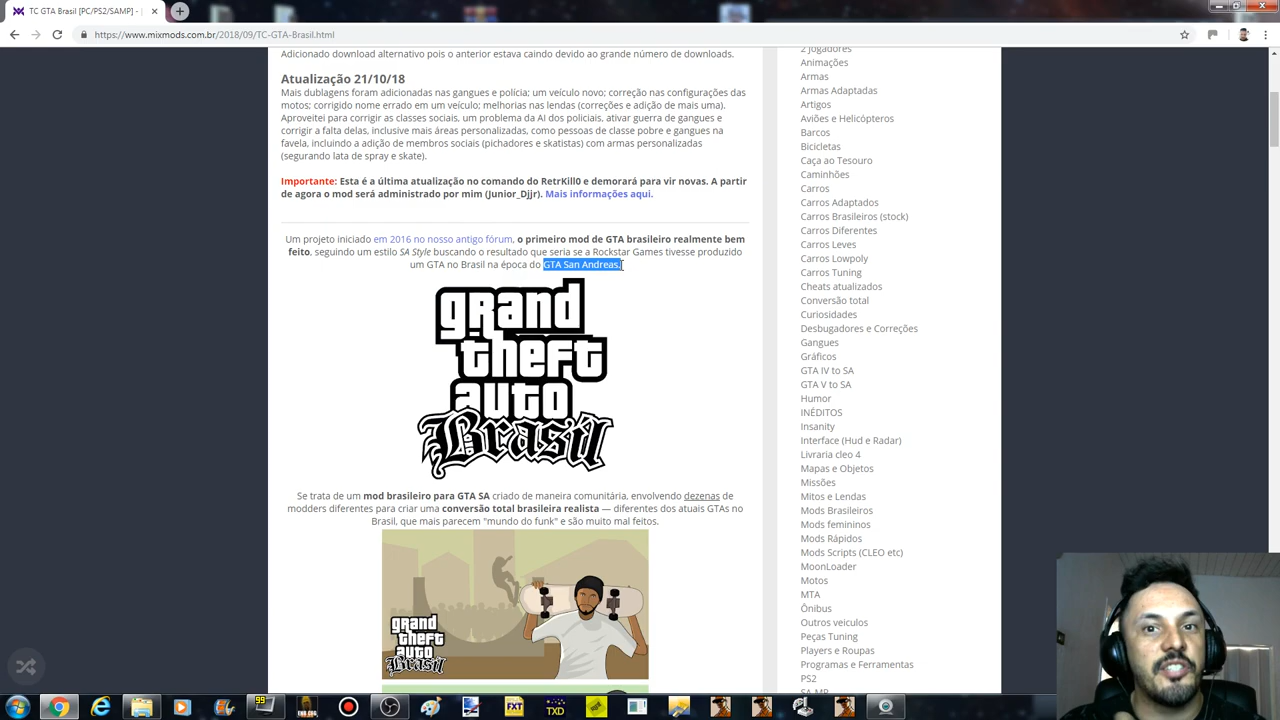 TC GTA Brasil [PC/PS2/SAMP] - |
https://www.mixmods.com.br/2018/09/TC-GTA-Brasil.html
Adicionado download alternativo pois o anterior estava caindo devido ao grande número de downloads.
Atualização 21/10/18
Mais dublagens foram adicionadas nas gangues e polícia; um veículo novo; correção nas configurações das
motos; corrigido nome errado em um veículo; melhorias nas lendas (correções e adição de mais uma).
Aproveitei para corrigir as classes sociais, um problema da AI dos policiais, ativar guerra de gangues e
corrigir a falta delas, inclusive mais áreas personalizadas, como pessoas de classe pobre e gangues na
favela, incluindo a adição de membros sociais (pichadores e skatistas) com armas personalizadas
(segurando lata de spray e skate).
Importante: Esta é a última atualização no comando do RetrKill0 e demorará para vir novas. A partir
de agora o mod será administrado por mim (Junior_Djjr). Mais informações aqui.
Um projeto iniciado em 2016 no nosso antigo fórum, o primeiro mod de GTA brasileiro realmente bem
feito, seguindo um estilo SA Style buscando o resultado que seria se a Rockstar Games tivesse produzido
um GTA no Brasil na época do GTA San Andreas.
grand
theft
auto
Brasil
Se trata de um mod brasileiro para GTA SA criado de maneira comunitária, envolvendo dezenas de
modders diferentes para criar uma conversão total brasileira realista — diferentes dos atuais GTAs no
Brasil, que mais parecem "mundo do funk" e são muito mal feitos.
grand
theft
auto
Brasil
2 Jogadores
Animações
Armas
Armas Adaptadas
Artigos
Aviões e Helicópteros
Barcos
Bicicletas
Caça ao Tesouro
Caminhões
Carros
Carros Adaptados
Carros Brasileiros (stock)
Carros Diferentes
Carros Leves
Carros Lowpoly
Carros Tuning
Cheats atualizados
Conversão total
Curiosidades
Desbugadores e Correções
Gangues
Gráficos
GTA IV to SA
GTA V to SA
Humor
INÉDITOS
Insanity
Interface (Hud e Radar)
Livraria cleo 4
Mapas e Objetos
Missões
Mitos e Lendas
Mods Brasileiros
Mods femininos
Mods Rápidos
Mods Scripts (CLEO etc)
MoonLoader
Motos
MTA
Ônibus
Outros veiculos
Peças Tuning
Players e Roupas
Programas e Ferramentas
PS2
SA-MP
99
FXT
TXD